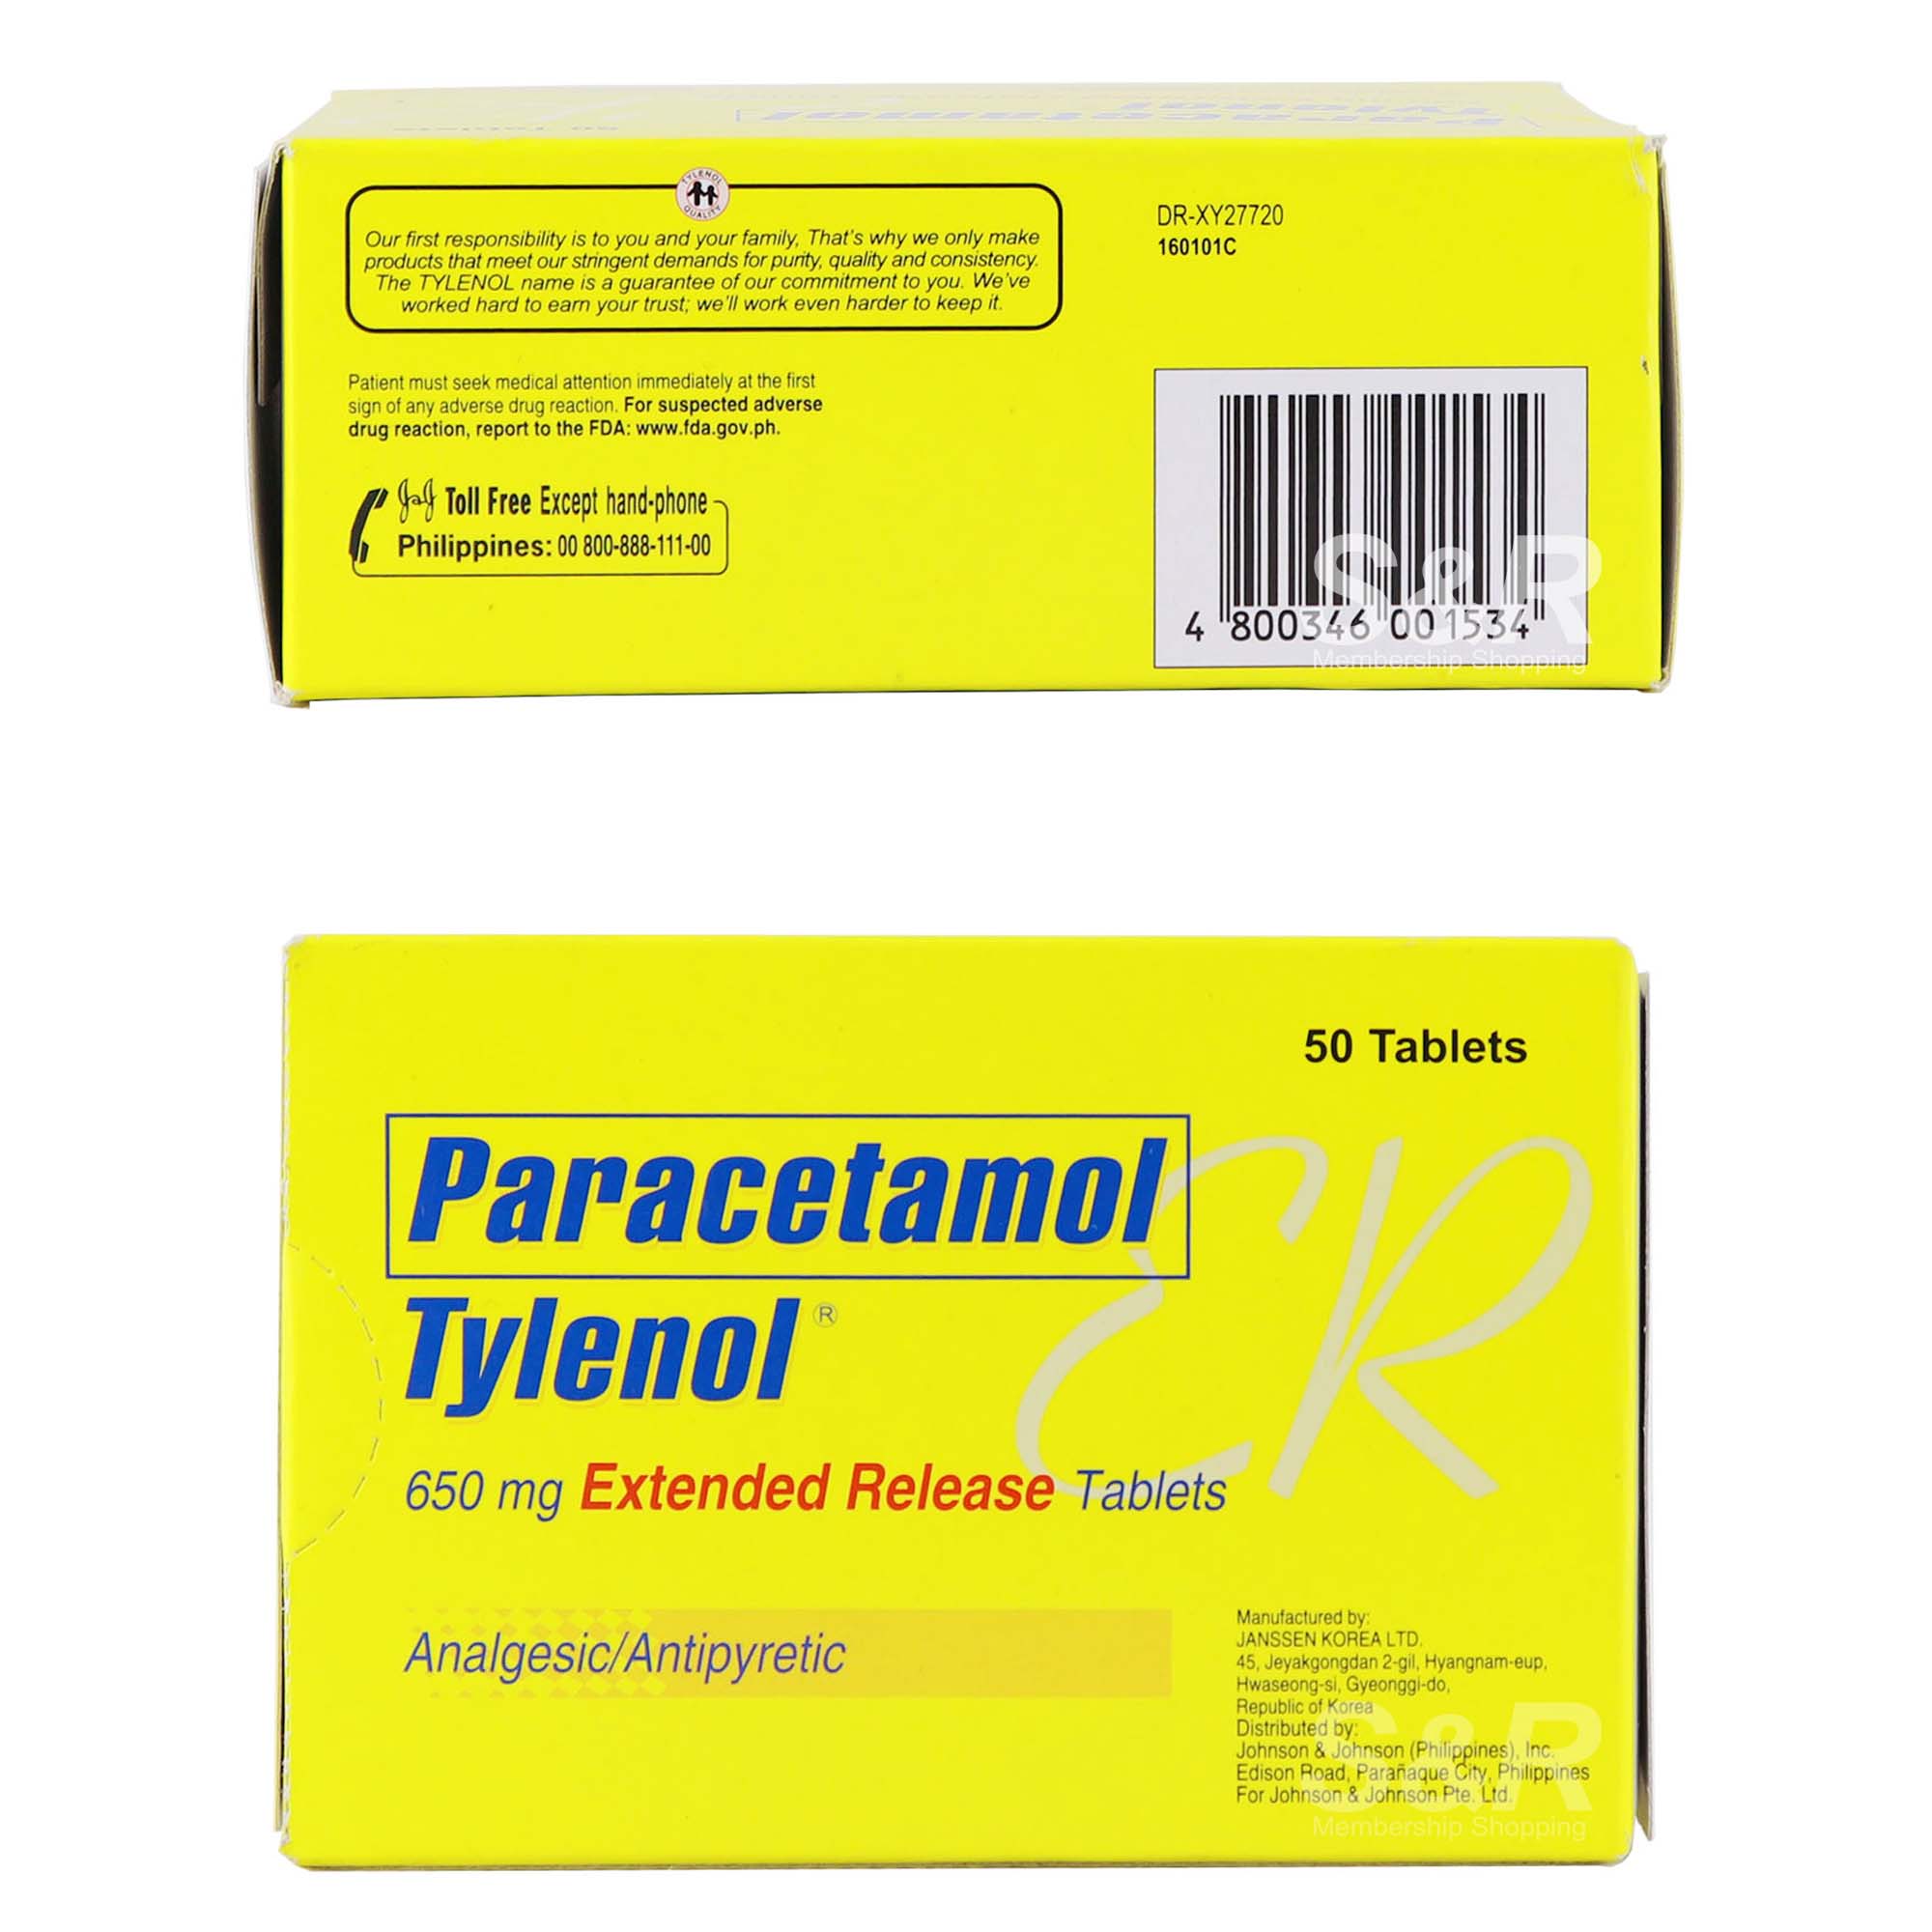 50 Tablets
Paracetamol
Tylenol
TYLENOL
QUALITY
Our first responsibility is to you and your family, That's why we only make
products that meet our stringent demands for purity, quality and consistency.
The TYLENOL name is a guarantee of our commitment to you. We've
worked hard to earn your trust; we'll work even harder to keep it.
DR-XY27720
160101C
Patient must seek medical attention immediately at the first
sign of any adverse drug reaction. For suspected adverse
drug reaction, report to the FDA: www.fda.gov.ph.
J&J Toll Free Except hand-phone
Philippines: 00 800-888-111-00
4 800346 001534
S&R
Membership Shopping
50 Tablets
Paracetamol
Tylenol®
ER
650 mg Extended Release Tablets
Analgesic/Antipyretic
Manufactured by:
JANSSEN KOREA LTD.
45, Jeyakgongdan 2-gil, Hyangnam-eup,
Hwaseong-si, Gyeonggi-do,
Republic of Korea
Distributed by:
Johnson & Johnson (Philippines), Inc.
Edison Road, Parañaque City, Philippines
For Johnson & Johnson Pte. Ltd.
S&R
Membership Shopping